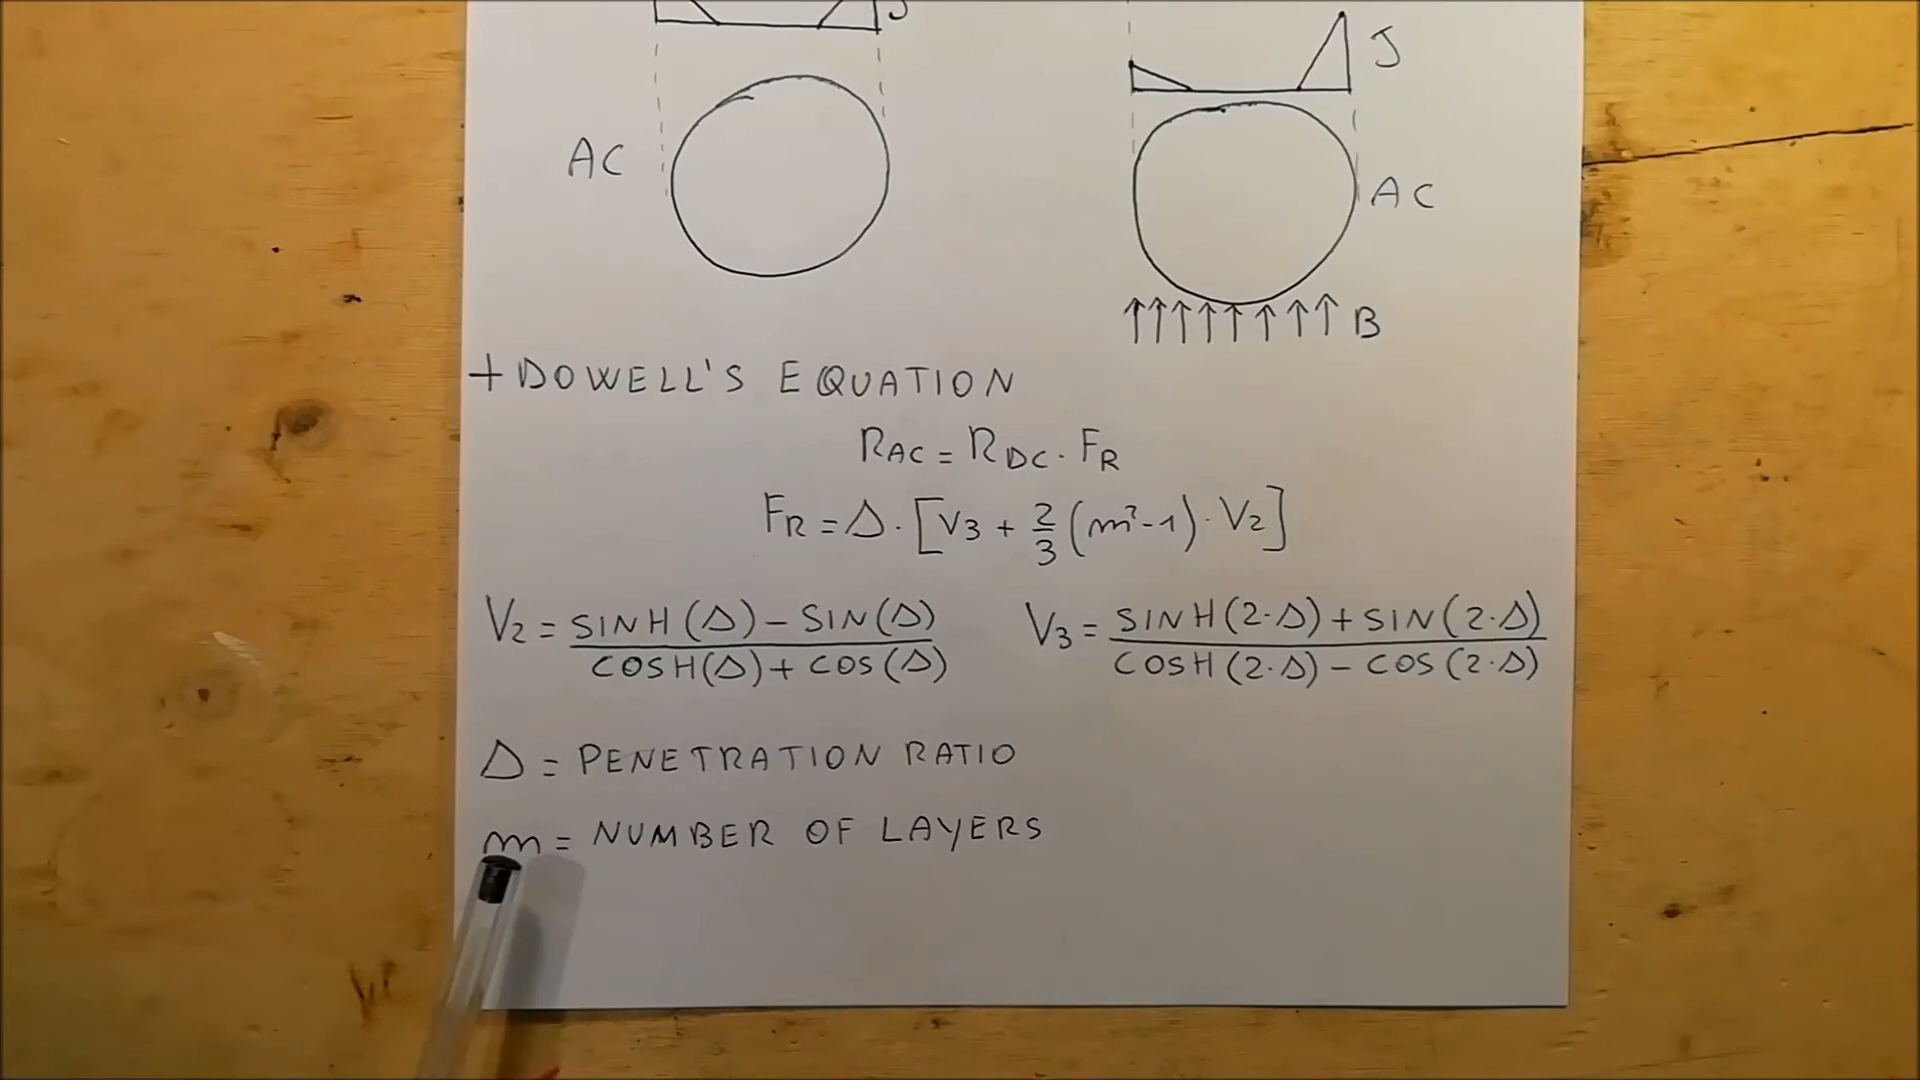 J
J
AC
AC
B
+ DOWELL'S EQUATION
RAC = RDC · FR
FR = Δ · [V3 + 2/3 (m² - 1) · V2]
V2 = SINH(Δ) - SIN(Δ) / COSH(Δ) + COS(Δ)
V3 = SINH(2·Δ) + SIN(2·Δ) / COSH(2·Δ) - COS(2·Δ)
Δ = PENETRATION RATIO
m = NUMBER OF LAYERS